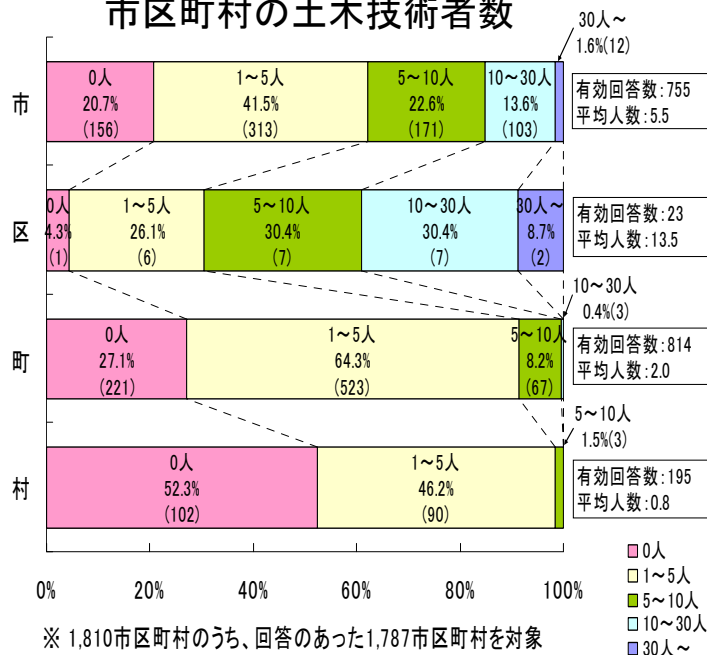 市区町村の土木技術者数
30人～
1.6%(12)
市
0人
20.7%
(156)
1～5人
41.5%
(313)
5～10人
22.6%
(171)
10～30人
13.6%
(103)
有効回答数:755
平均人数:5.5
区
0人
4.3%
(1)
1～5人
26.1%
(6)
5～10人
30.4%
(7)
10～30人
30.4%
(7)
30人～
8.7%
(2)
有効回答数:23
平均人数:13.5
10～30人
0.4%(3)
町
0人
27.1%
(221)
1～5人
64.3%
(523)
5～10人
8.2%
(67)
有効回答数:814
平均人数:2.0
5～10人
1.5%(3)
村
0人
52.3%
(102)
1～5人
46.2%
(90)
有効回答数:195
平均人数:0.8
0% 20% 40% 60% 80% 100%
0人
1～5人
5～10人
10～30人
30人～
※ 1,810市区町村のうち、回答のあった1,787市区町村を対象